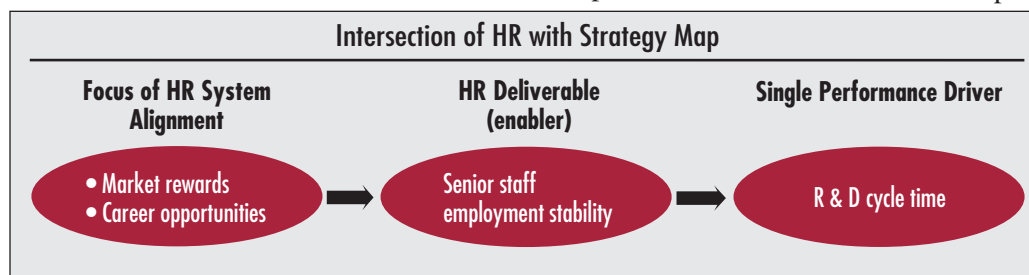 Intersection of HR with Strategy Map
Focus of HR System
Alignment
HR Deliverable
(enabler)
Single Performance Driver
• Market rewards
• Career opportunities
Senior staff
employment stability
R & D cycle time